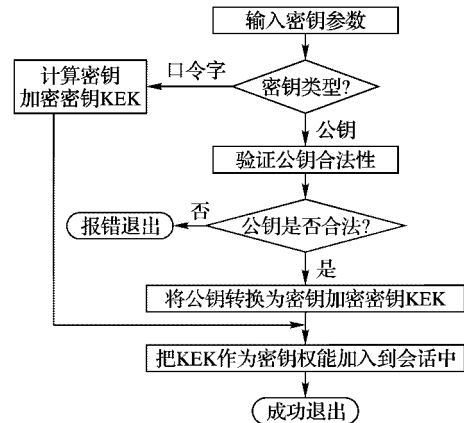 输入密钥参数
口令字
计算密钥
加密密钥KEK
密钥类型?
公钥
验证公钥合法性
否
报错退出
公钥是否合法?
是
将公钥转换为密钥加密密钥KEK
把KEK作为密钥权能加入到会话中
成功退出